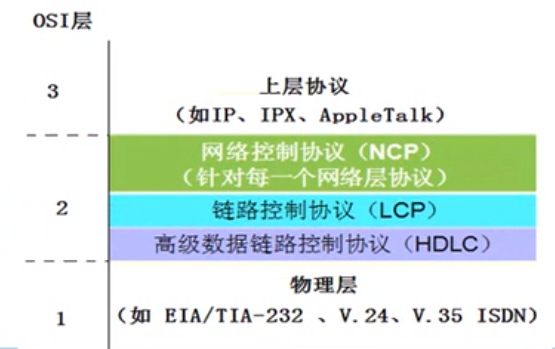 OSI层
3
上层协议
（如IP、IPX、AppleTalk）
网络控制协议（NCP）
（针对每一个网络层协议）
2
链路控制协议（LCP）
高级数据链路控制协议（HDLC）
物理层
1
（如 EIA/TIA-232 、V.24、V.35 ISDN）